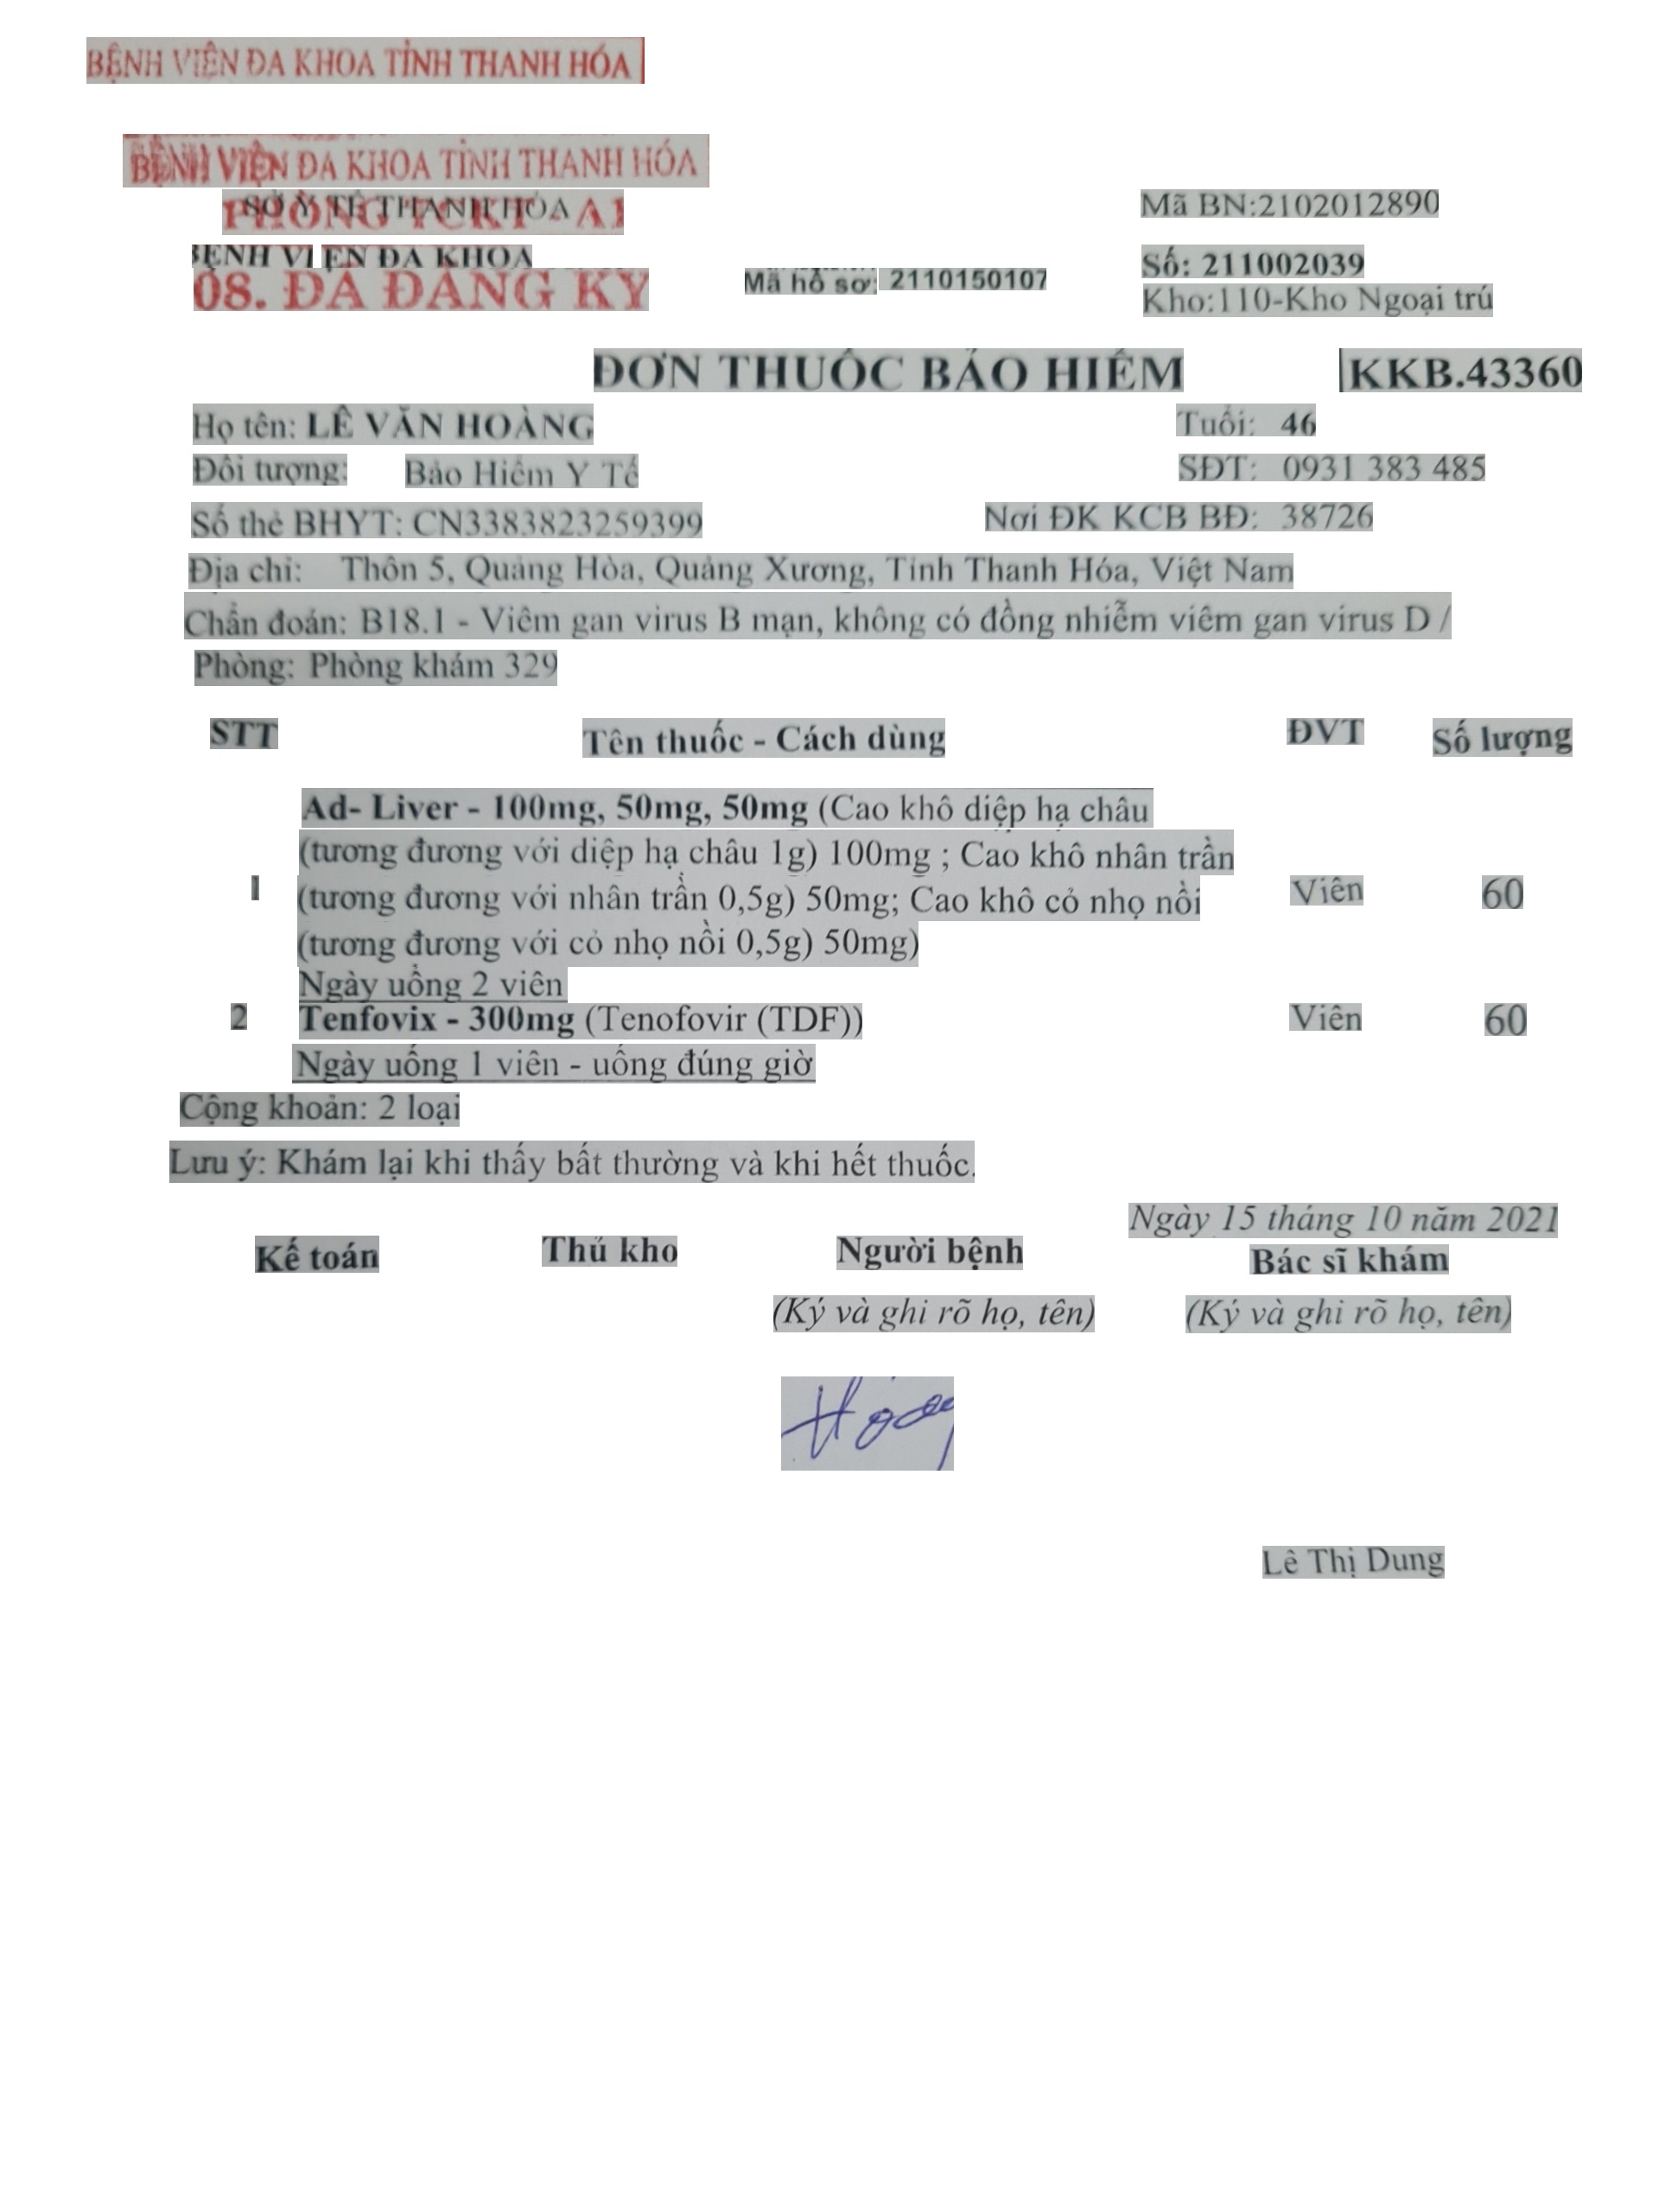 BỆNH VIỆN ĐA KHOA TỈNH THANH HÓA
BỆNH VIỆN ĐA KHOA TỈNH THANH HÓA
SỞ Y TẾ THANH HÓA
PHÒNG TCKT - A1
Mã BN:2102012890
BỆNH VIỆN ĐA KHOA
08. ĐÃ ĐĂNG KÝ
Mã hồ sơ: 2110150107
Số: 211002039
Kho:110-Kho Ngoại trú
ĐƠN THUỐC BẢO HIỂM KKB.43360
Họ tên: LÊ VĂN HOÀNG Tuổi: 46
Đối tượng: Bảo Hiểm Y Tế SĐT: 0931 383 485
Số thẻ BHYT: CN3383823259399 Nơi ĐK KCB BĐ: 38726
Địa chỉ: Thôn 5, Quảng Hòa, Quảng Xương, Tỉnh Thanh Hóa, Việt Nam
Chẩn đoán: B18.1 - Viêm gan virus B mạn, không có đồng nhiễm viêm gan virus D /
Phòng: Phòng khám 329
STT Tên thuốc - Cách dùng ĐVT Số lượng
Ad- Liver - 100mg, 50mg, 50mg (Cao khô diệp hạ châu
(tương đương với diệp hạ châu 1g) 100mg ; Cao khô nhân trần
1 (tương đương với nhân trần 0,5g) 50mg; Cao khô cỏ nhọ nồi Viên 60
(tương đương với cỏ nhọ nồi 0,5g) 50mg)
Ngày uống 2 viên
2 Tenfovix - 300mg (Tenofovir (TDF)) Viên 60
Ngày uống 1 viên - uống đúng giờ
Cộng khoản: 2 loại
Lưu ý: Khám lại khi thấy bất thường và khi hết thuốc.
Ngày 15 tháng 10 năm 2021
Kế toán Thủ kho Người bệnh Bác sĩ khám
(Ký và ghi rõ họ, tên) (Ký và ghi rõ họ, tên)
Lê Thị Dung